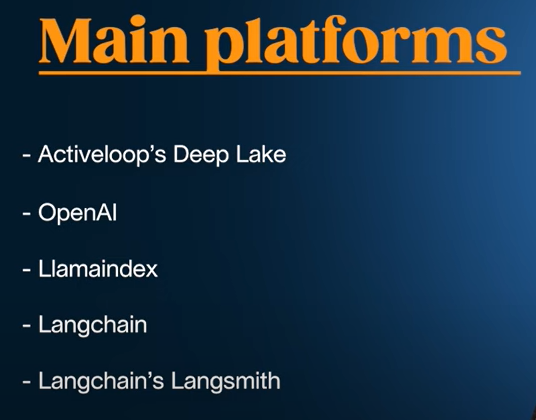 Main platforms
- Activeloop's Deep Lake
- OpenAI
- Llamaindex
- Langchain
- Langchain's Langsmith